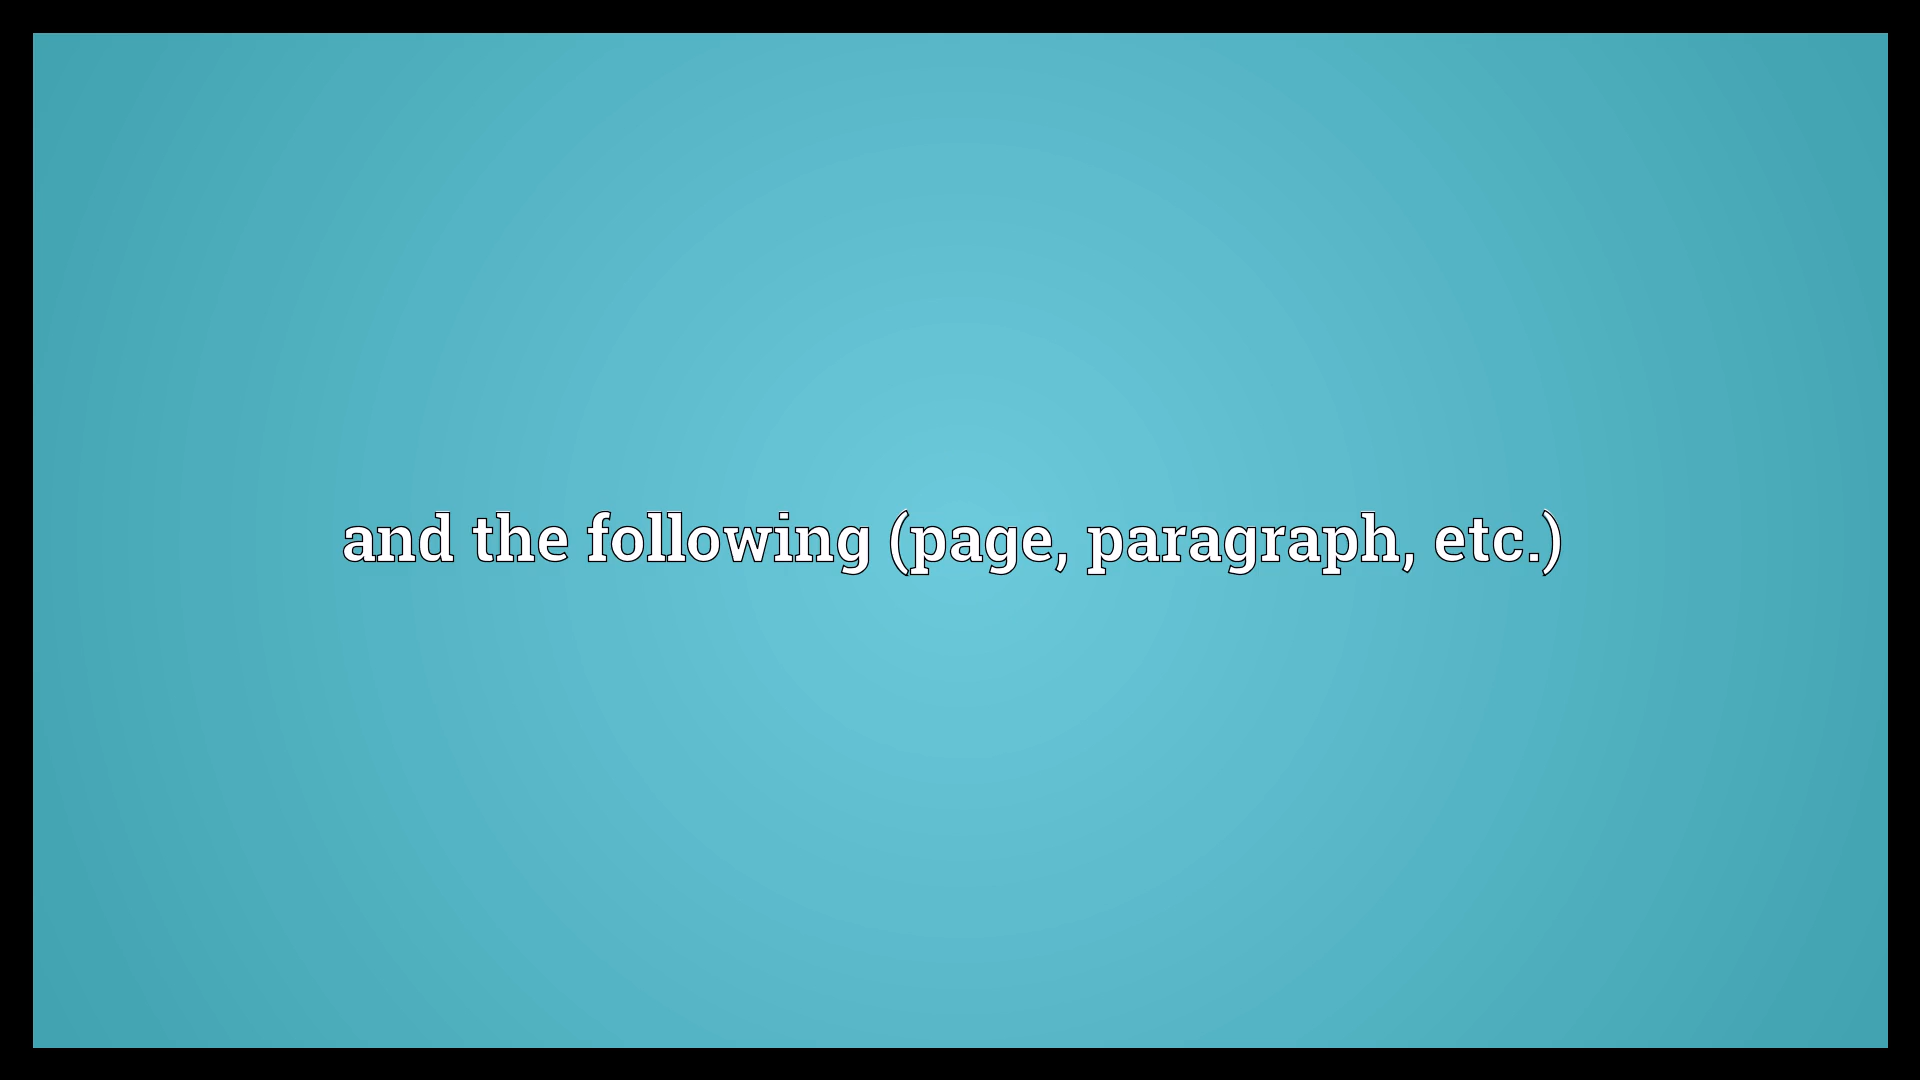 and the following (page, paragraph, etc.)